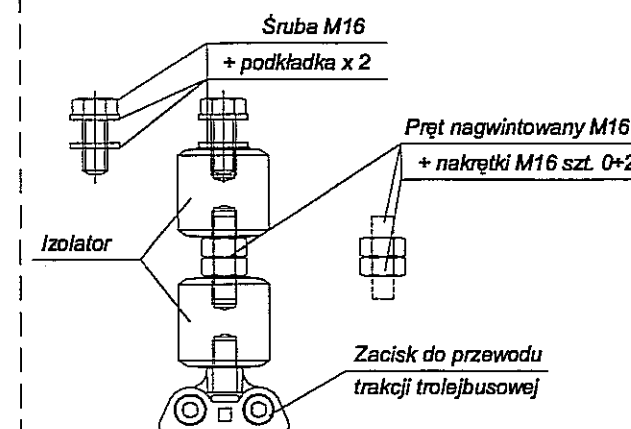 Śruba M16
+ podkładka x 2
Pręt nagwintowany M16
+ nakrętki M16 szt. 0÷2
Izolator
Zacisk do przewodu
trakcji trolejbusowej